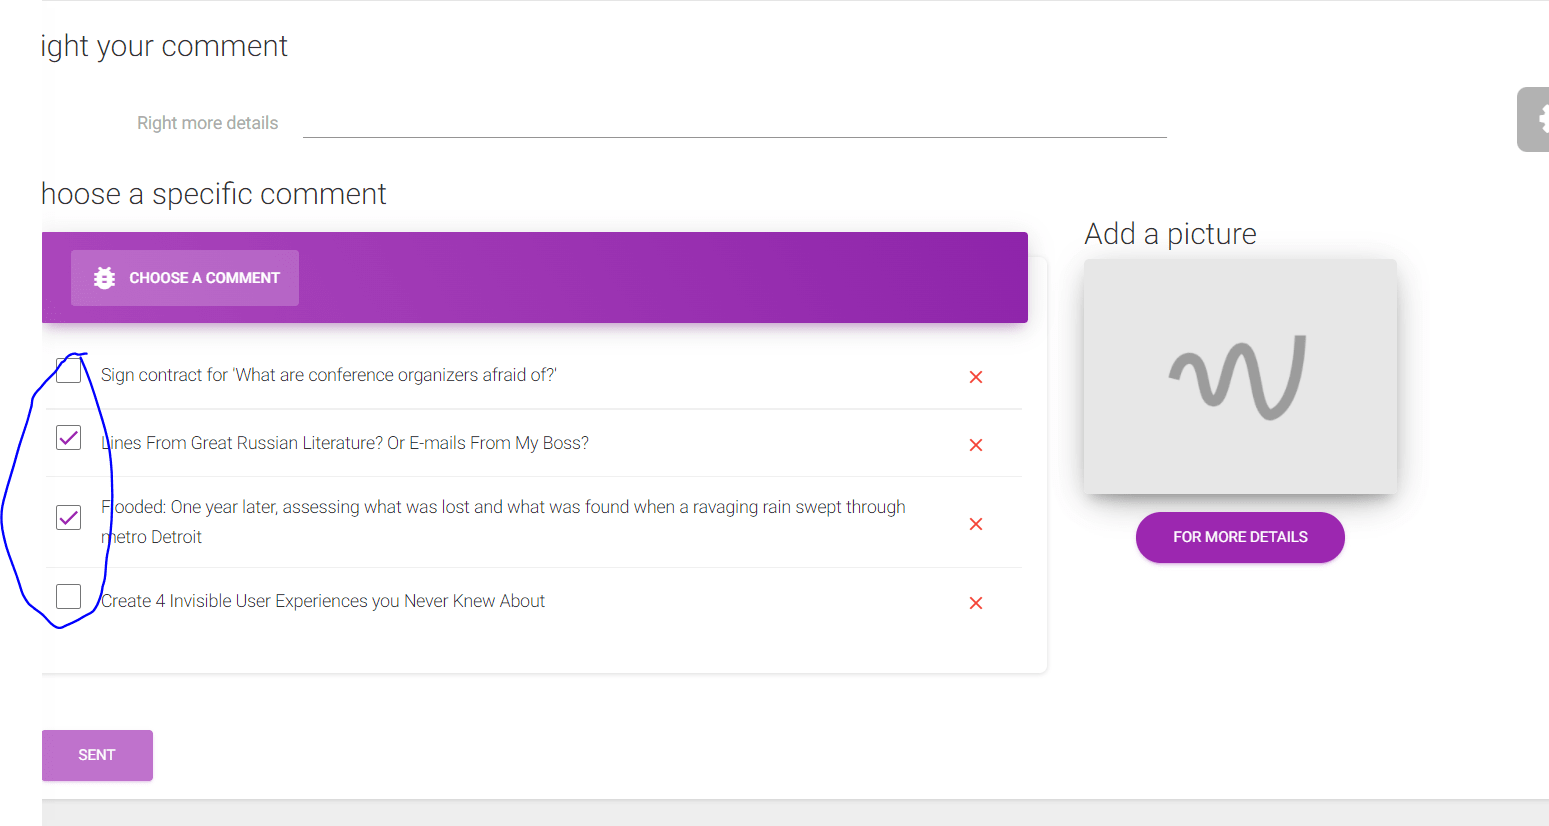 ight your comment
Right more details
hoose a specific comment
Add a picture
CHOOSE A COMMENT
Sign contract for 'What are conference organizers afraid of?'
Lines From Great Russian Literature? Or E-mails From My Boss?
Flooded: One year later, assessing what was lost and what was found when a ravaging rain swept through
metro Detroit
FOR MORE DETAILS
Create 4 Invisible User Experiences you Never Knew About
SENT